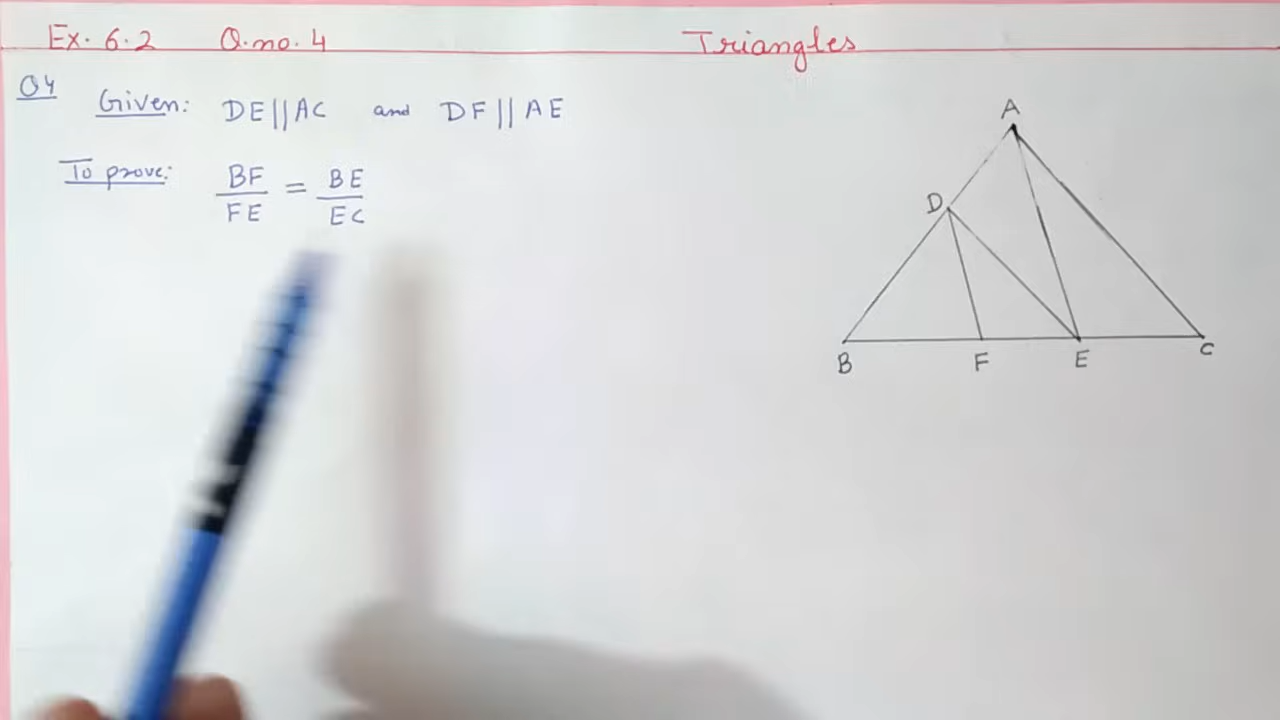 Ex. 6.2 Q.no. 4 Triangles
Q4 Given: DE||AC and DF||AE
To prove: BF/FE = BE/EC
A
D
B F E C